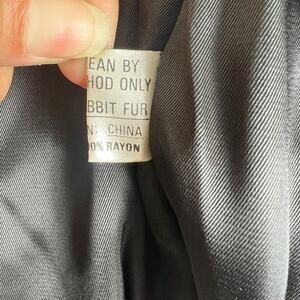 EAN BY
HOD ONLY
BBIT FUR
N: CHINA
00% RAYON